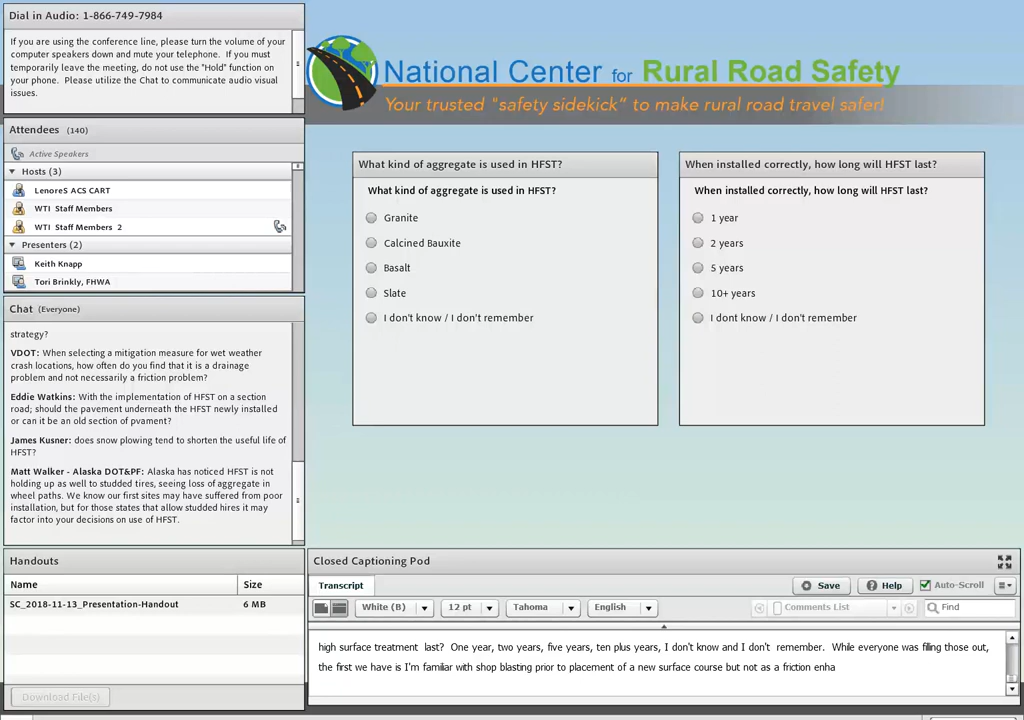 Dial in Audio: 1-866-749-7984
If you are using the conference line, please turn the volume of your
computer speakers down and mute your telephone. If you must
temporarily leave the meeting, do not use the "Hold" function on
your phone. Please utilize the Chat to communicate audio visual
issues.
Attendees (140)
Active Speakers
Hosts (3)
LenoreS ACS CART
WTI Staff Members
WTI Staff Members 2
Presenters (2)
Keith Knapp
Tori Brinkly, FHWA
Chat (Everyone)
strategy?
VDOT: When selecting a mitigation measure for wet weather
crash locations, how often do you find that it is a drainage
problem and not necessarily a friction problem?
Eddie Watkins: With the implementation of HFST on a section
road; should the pavement underneath the HFST newly installed
or can it be an old section of pvament?
James Kusner: does snow plowing tend to shorten the useful life of
HFST?
Matt Walker - Alaska DOT&PF: Alaska has noticed HFST is not
holding up as well to studded tires, seeing loss of aggregate in
wheel paths. We know our first sites may have suffered from poor
installation, but for those states that allow studded hires it may
factor into your decisions on use of HFST.
Handouts
Name Size
SC_2018-11-13_Presentation-Handout 6 MB
Download File(s)
National Center for Rural Road Safety
Your trusted "safety sidekick" to make rural road travel safer!
What kind of aggregate is used in HFST?
What kind of aggregate is used in HFST?
Granite
Calcined Bauxite
Basalt
Slate
I don't know / I don't remember
When installed correctly, how long will HFST last?
When installed correctly, how long will HFST last?
1 year
2 years
5 years
10+ years
I dont know / I don't remember
Closed Captioning Pod
Transcript Save Help Auto-Scroll
White (B) 12 pt Tahoma English Comments List Find
high surface treatment last? One year, two years, five years, ten plus years, I don't know and I don't remember. While everyone was filling those out,
the first we have is I'm familiar with shop blasting prior to placement of a new surface course but not as a friction enha